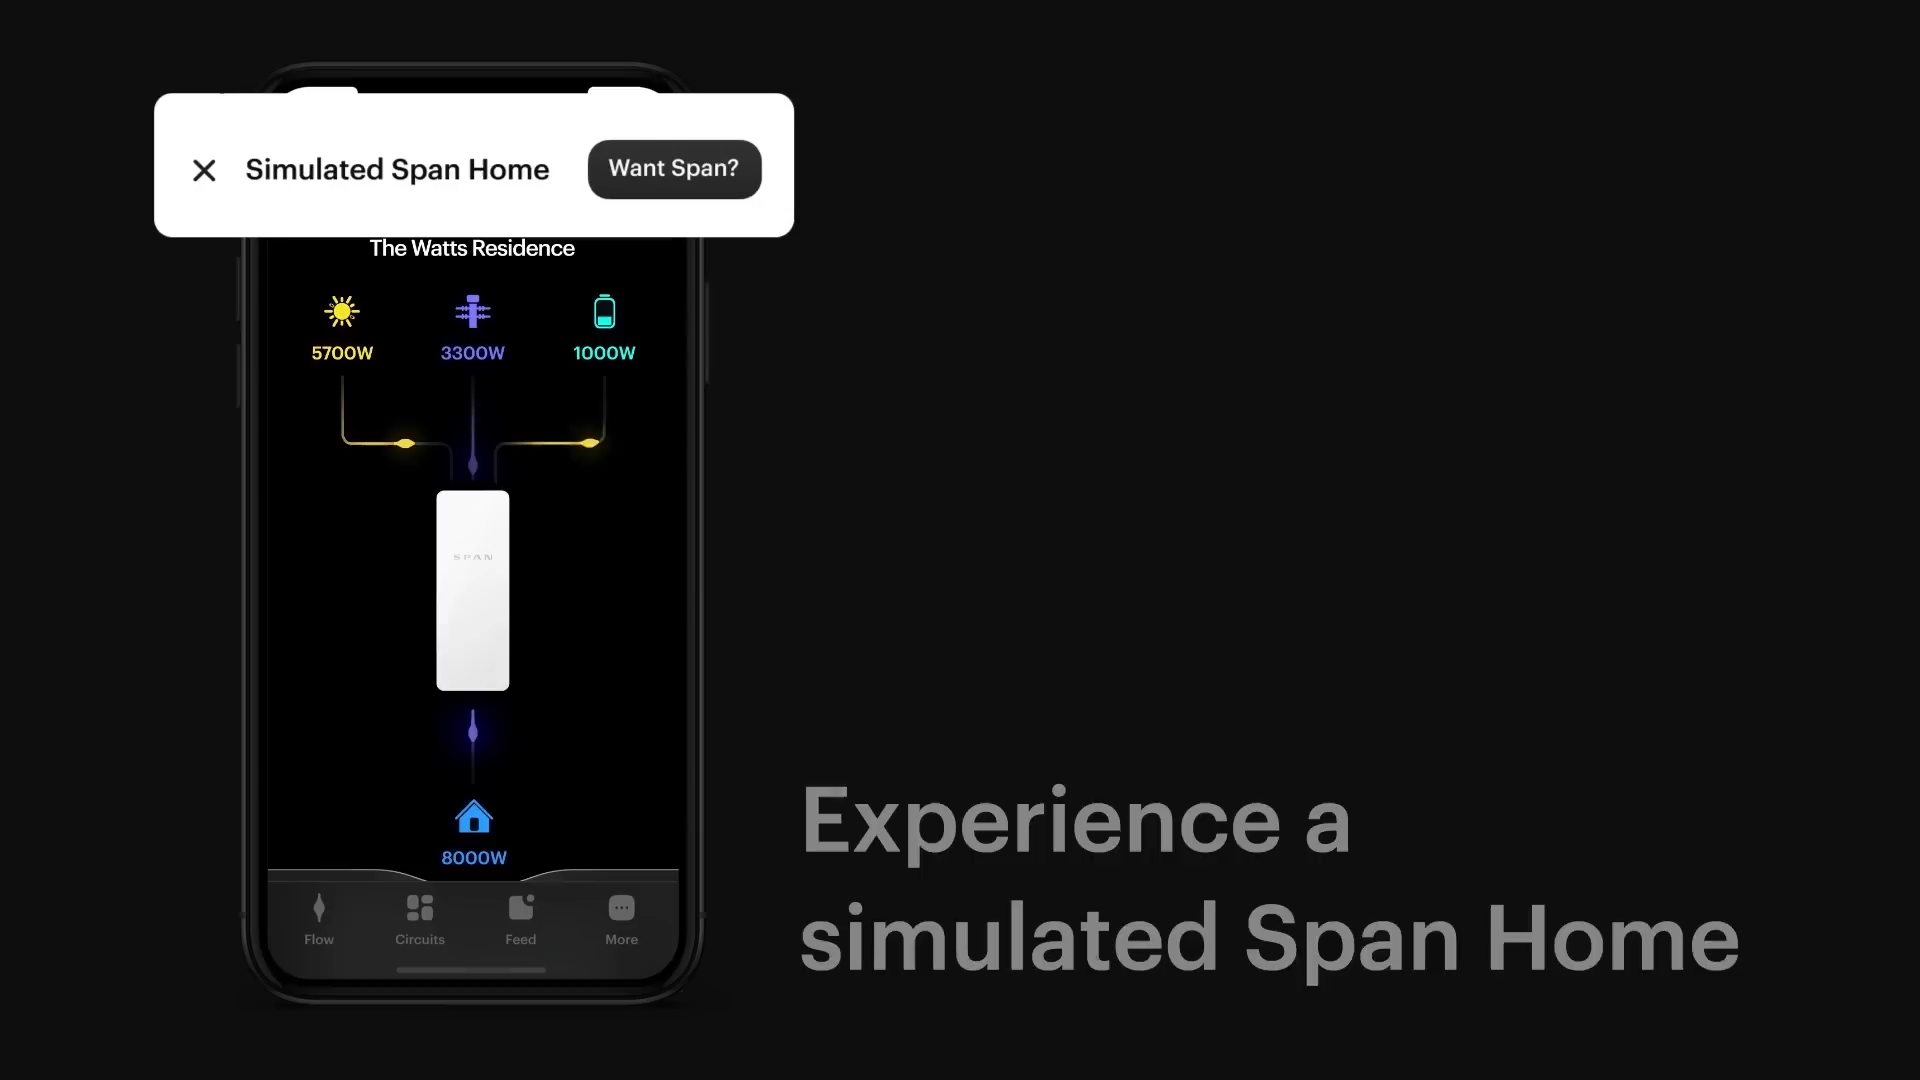 Simulated Span Home
Want Span?
The Watts Residence
5700W
3300W
1000W
SPAN
8000W
Flow
Circuits
Feed
More
Experience a
simulated Span Home